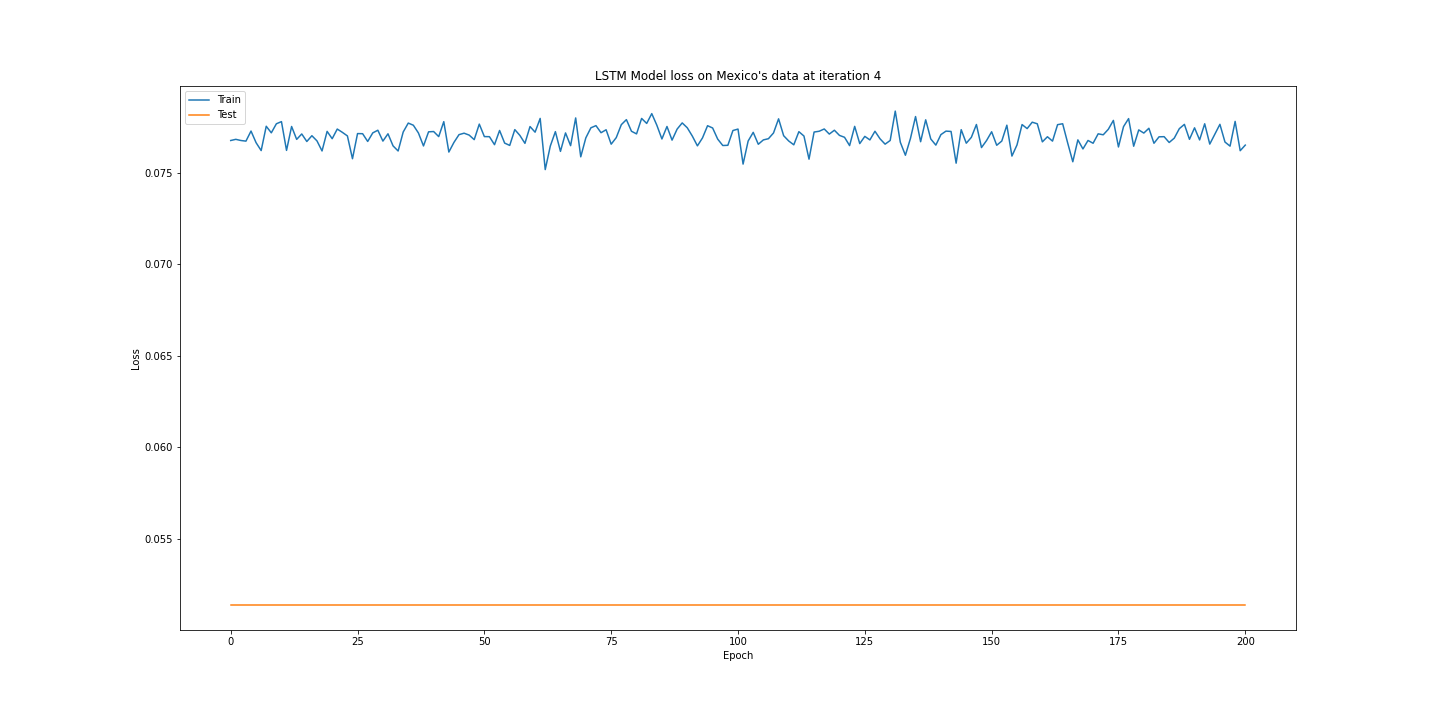 LSTM Model loss on Mexico's data at iteration 4
Train
Test
0.075
0.070
0.065
0.060
0.055
Loss
0 25 50 75 100 125 150 175 200
Epoch